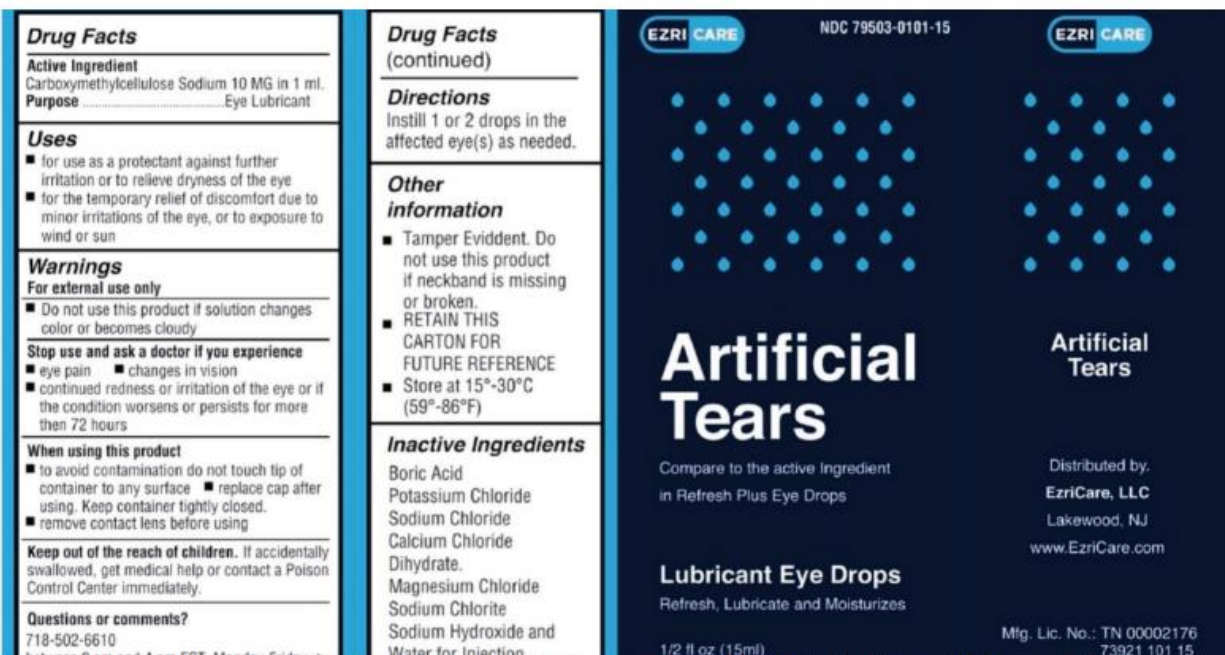 Drug Facts
Active Ingredient
Carboxymethylcellulose Sodium 10 MG in 1 ml.
Purpose ..........................................Eye Lubricant
Uses
■ for use as a protectant against further
irritation or to relieve dryness of the eye
■ for the temporary relief of discomfort due to
minor irritations of the eye, or to exposure to
wind or sun
Warnings
For external use only
■ Do not use this product if solution changes
color or becomes cloudy
Stop use and ask a doctor if you experience
■ eye pain ■ changes in vision
■ continued redness or irritation of the eye or if
the condition worsens or persists for more
then 72 hours
When using this product
■ to avoid contamination do not touch tip of
container to any surface ■ replace cap after
using. Keep container tightly closed.
■ remove contact lens before using
Keep out of the reach of children. If accidentally
swallowed, get medical help or contact a Poison
Control Center immediately.
Questions or comments?
718-502-6610
Drug Facts
(continued)
Directions
Instill 1 or 2 drops in the
affected eye(s) as needed.
Other
information
■ Tamper Eviddent. Do
not use this product
if neckband is missing
or broken.
■ RETAIN THIS
CARTON FOR
FUTURE REFERENCE
■ Store at 15°-30°C
(59°-86°F)
Inactive Ingredients
Boric Acid
Potassium Chloride
Sodium Chloride
Calcium Chloride
Dihydrate.
Magnesium Chloride
Sodium Chlorite
Sodium Hydroxide and
Water for Injection
EZRI CARE
NDC 79503-0101-15
Artificial
Tears
Compare to the active Ingredient
in Refresh Plus Eye Drops
Lubricant Eye Drops
Refresh, Lubricate and Moisturizes
1/2 fl oz (15ml)
EZRI CARE
Artificial
Tears
Distributed by.
EzriCare, LLC
Lakewood, NJ
www.EzriCare.com
Mfg. Lic. No.: TN 00002176
73921 101 15